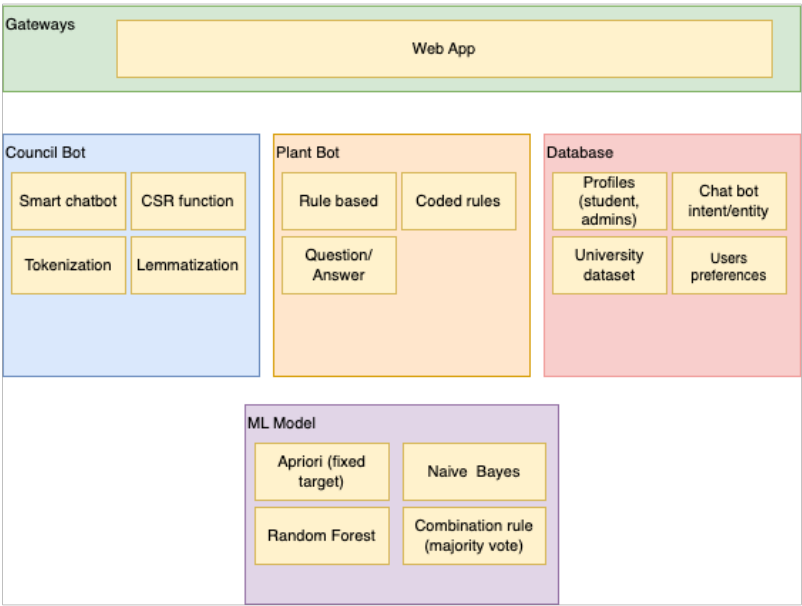 Gateways
Web App
Council Bot
Smart chatbot
CSR function
Tokenization
Lemmatization
Plant Bot
Rule based
Coded rules
Question/
Answer
Database
Profiles
(student,
admins)
Chat bot
intent/entity
University
dataset
Users
preferences
ML Model
Apriori (fixed
target)
Naive Bayes
Random Forest
Combination rule
(majority vote)